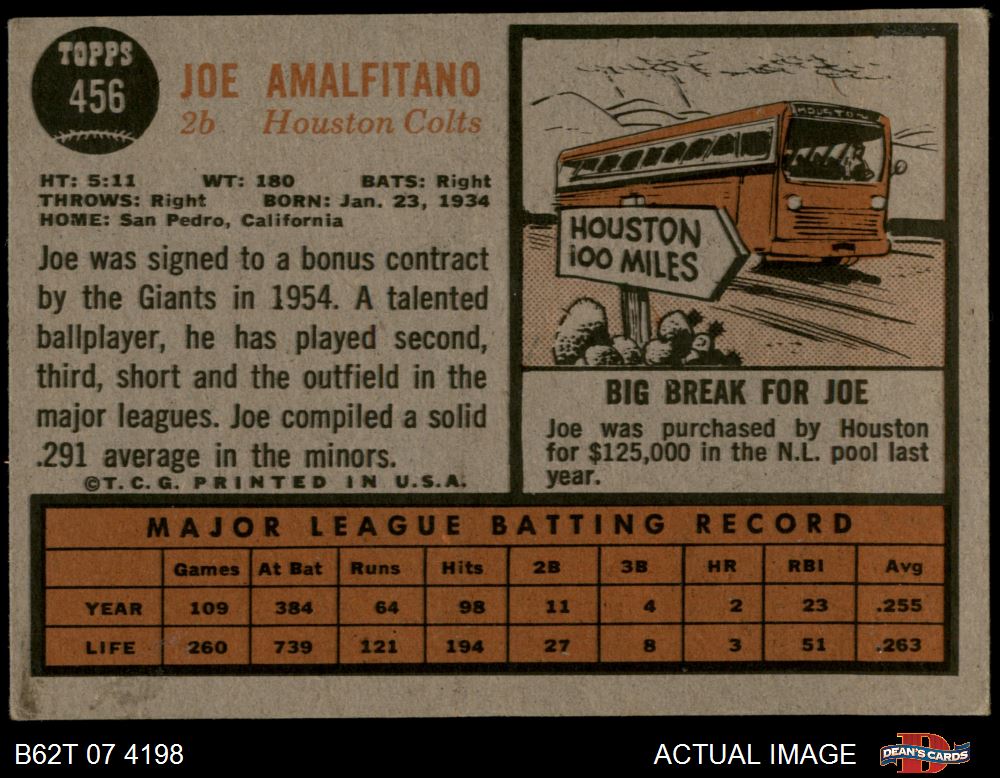 TOPPS
456
JOE AMALFITANO
2b Houston Colts
HT: 5:11 WT: 180 BATS: Right
THROWS: Right BORN: Jan. 23, 1934
HOME: San Pedro, California
Joe was signed to a bonus contract
by the Giants in 1954. A talented
ballplayer, he has played second,
third, short and the outfield in the
major leagues. Joe compiled a solid
.291 average in the minors.
©T.C.G. PRINTED IN U.S.A.
HOUSTON
HOUSTON
100 MILES
BIG BREAK FOR JOE
Joe was purchased by Houston
for $125,000 in the N.L. pool last
year.
MAJOR LEAGUE BATTING RECORD
Games At Bat Runs Hits 2B 3B HR RBI Avg
YEAR 109 384 64 98 11 4 2 23 .255
LIFE 260 739 121 194 27 8 3 51 .263
B62T 07 4198 ACTUAL IMAGE DEAN'S CARDS